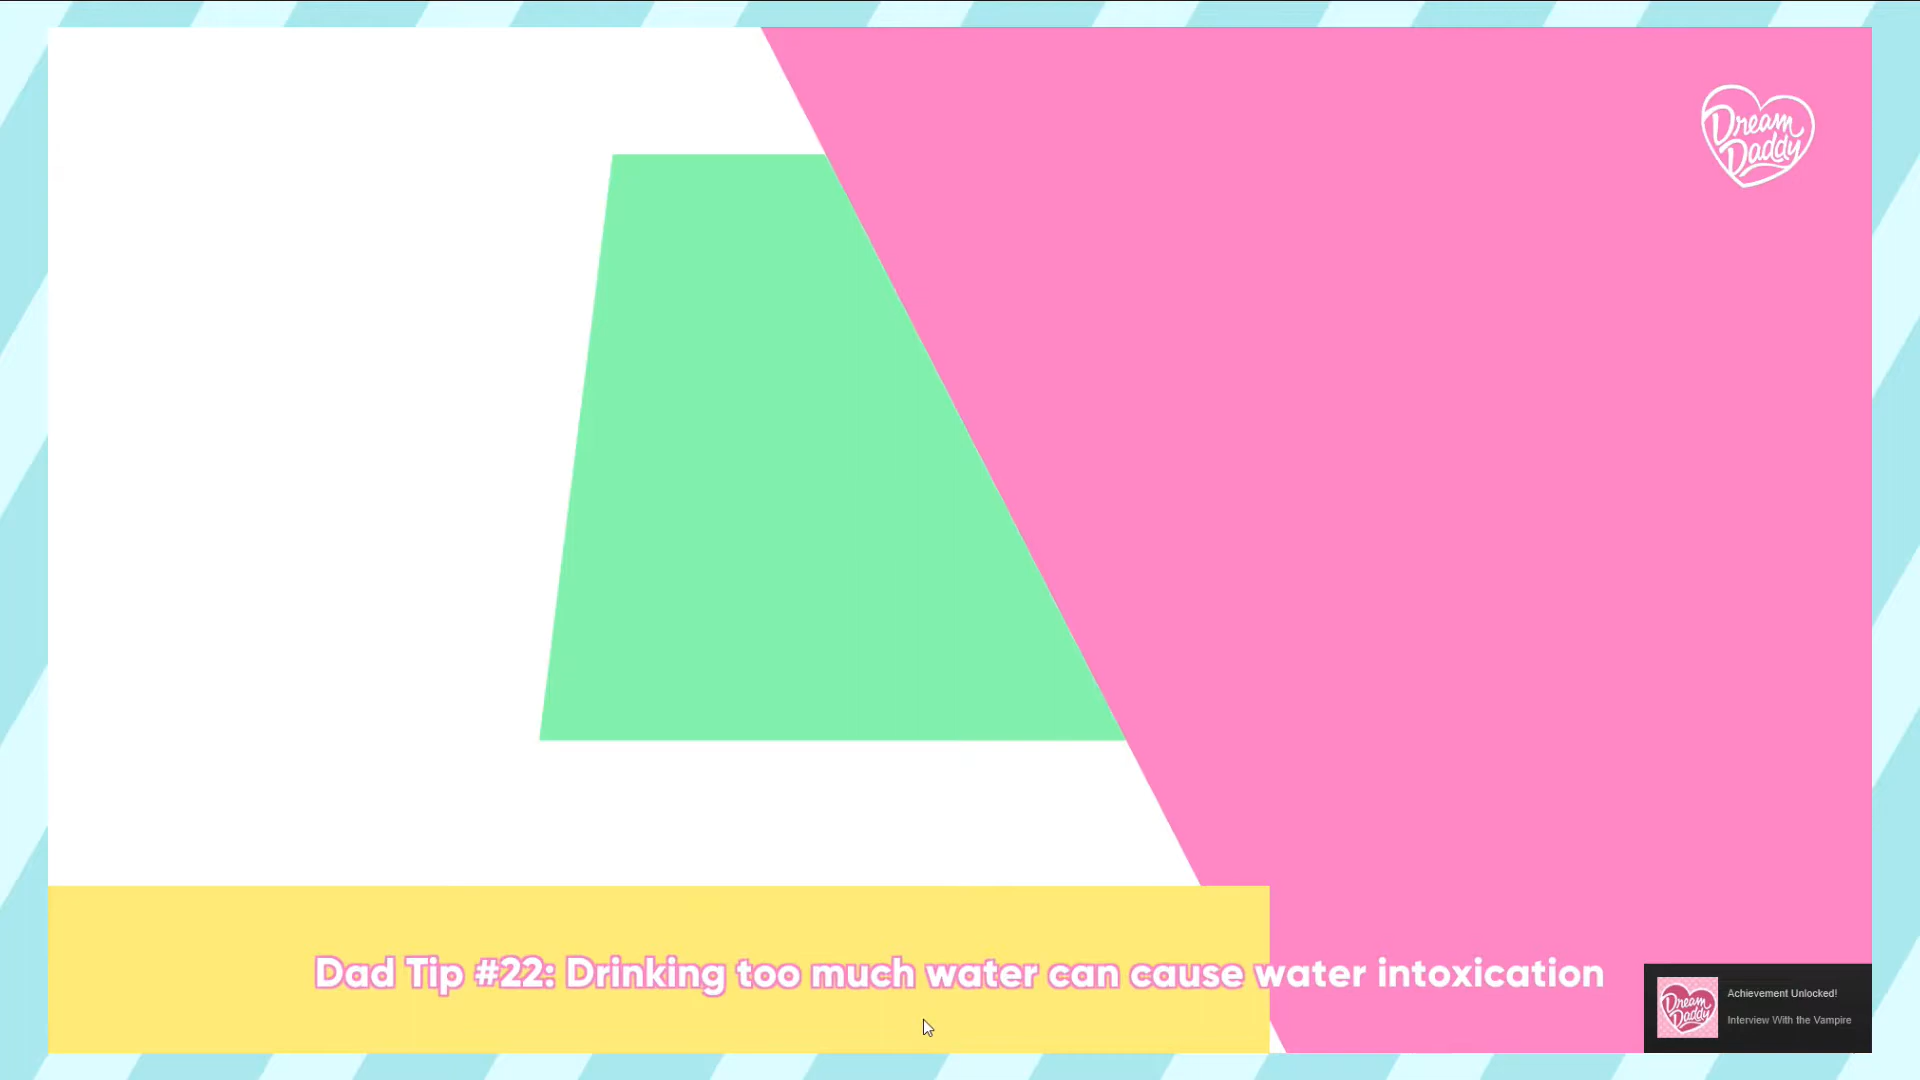 Dream
Daddy
Dad Tip #22: Drinking too much water can cause water intoxication
Dream
Daddy
Achievement Unlocked!
Interview With the Vampire